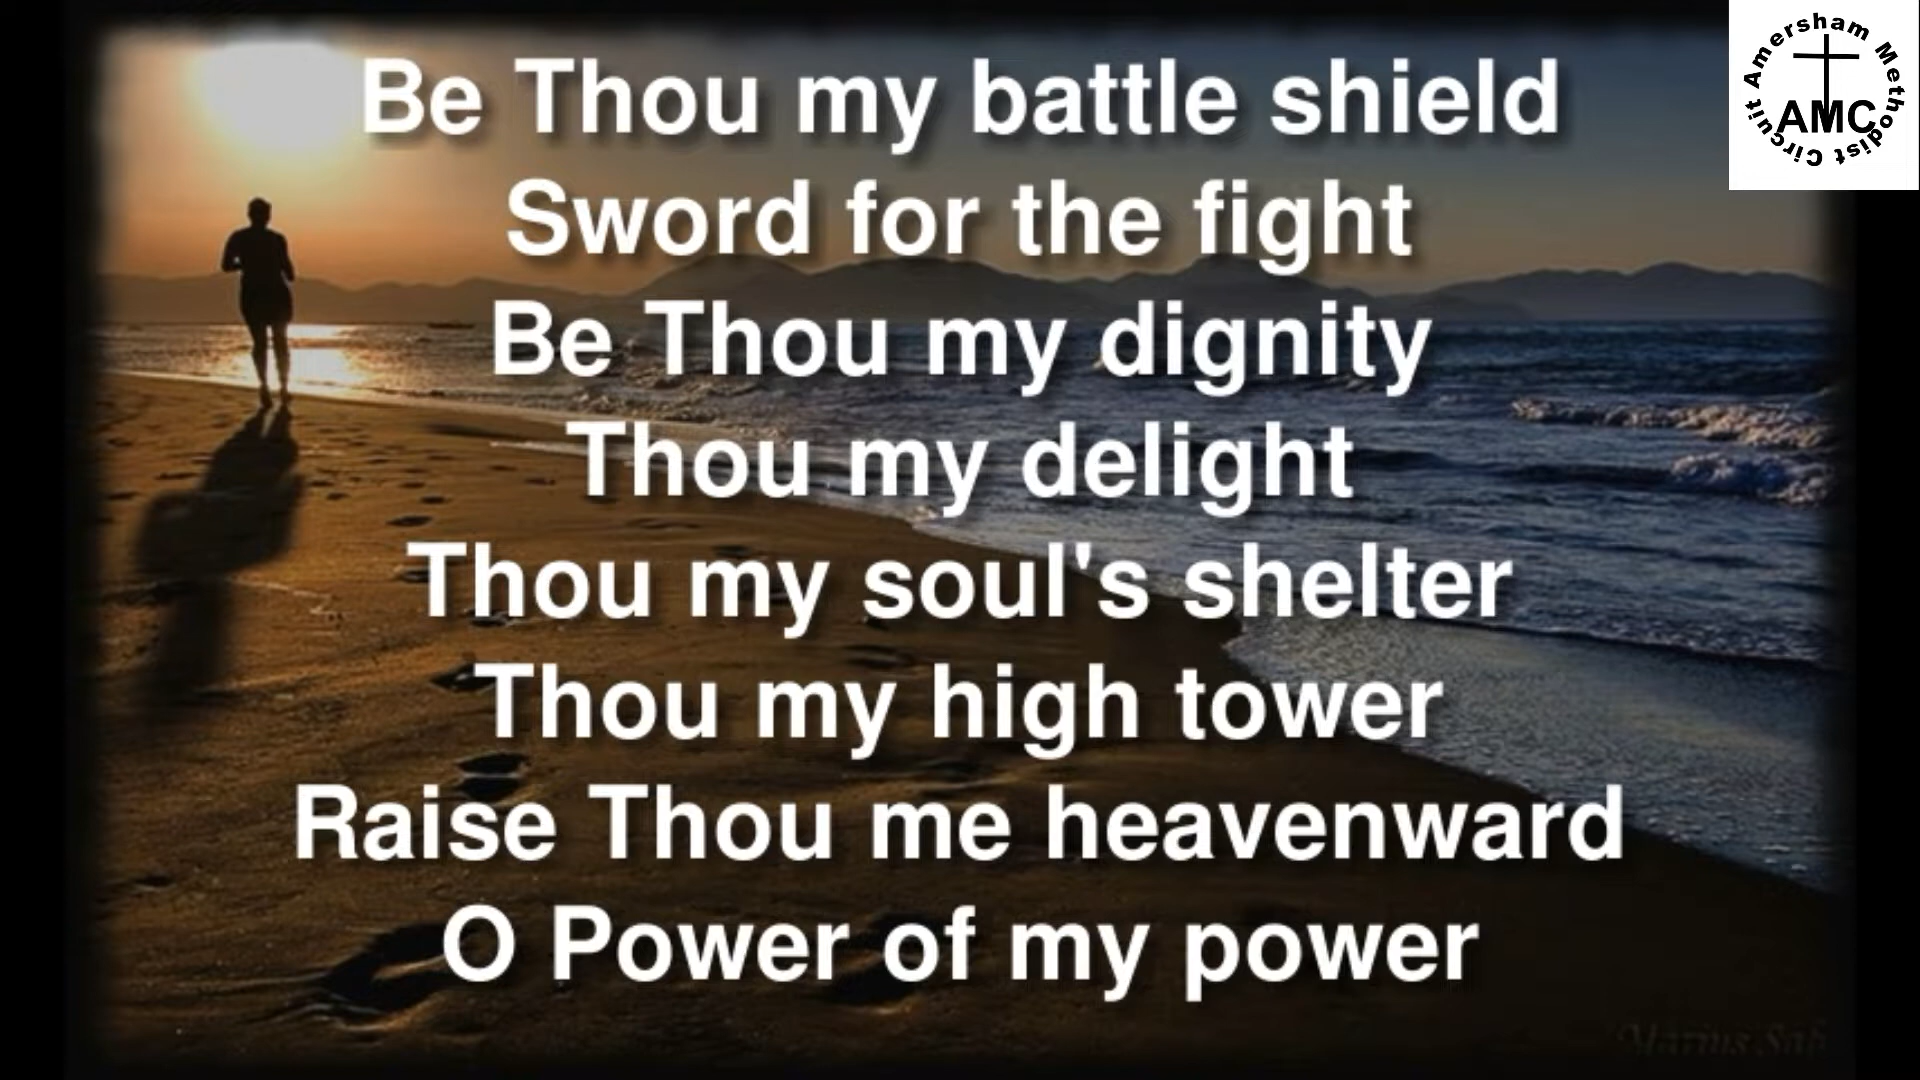 Be Thou my battle shield
Sword for the fight
Be Thou my dignity
Thou my delight
Thou my soul's shelter
Thou my high tower
Raise Thou me heavenward
O Power of my power
Amersham Methodist Circuit
AMC